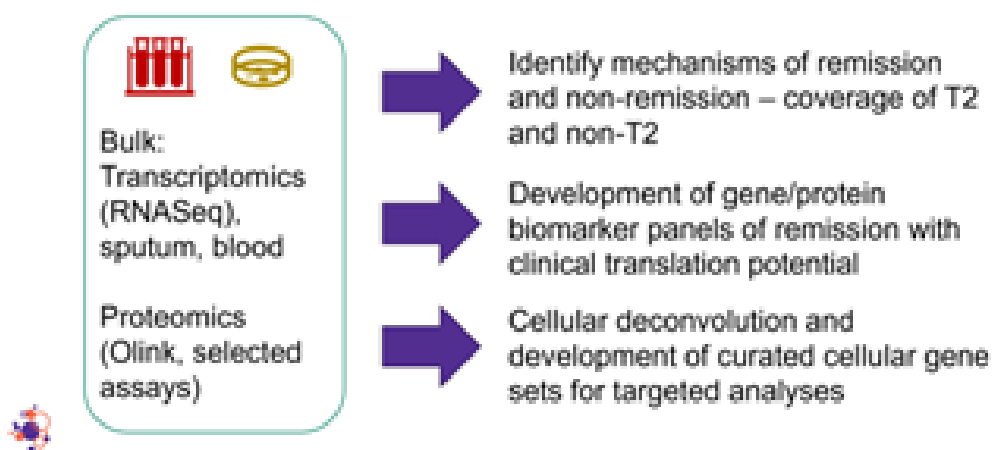 Bulk:
Transcriptomics
(RNASeq),
sputum, blood
Proteomics
(Olink, selected
assays)
Identify mechanisms of remission
and non-remission – coverage of T2
and non-T2
Development of gene/protein
biomarker panels of remission with
clinical translation potential
Cellular deconvolution and
development of curated cellular gene
sets for targeted analyses